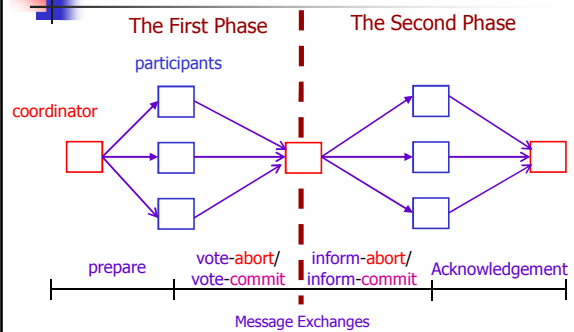 The First Phase
The Second Phase
participants
coordinator
prepare
vote-abort/
vote-commit
inform-abort/
inform-commit
Acknowledgement
Message Exchanges